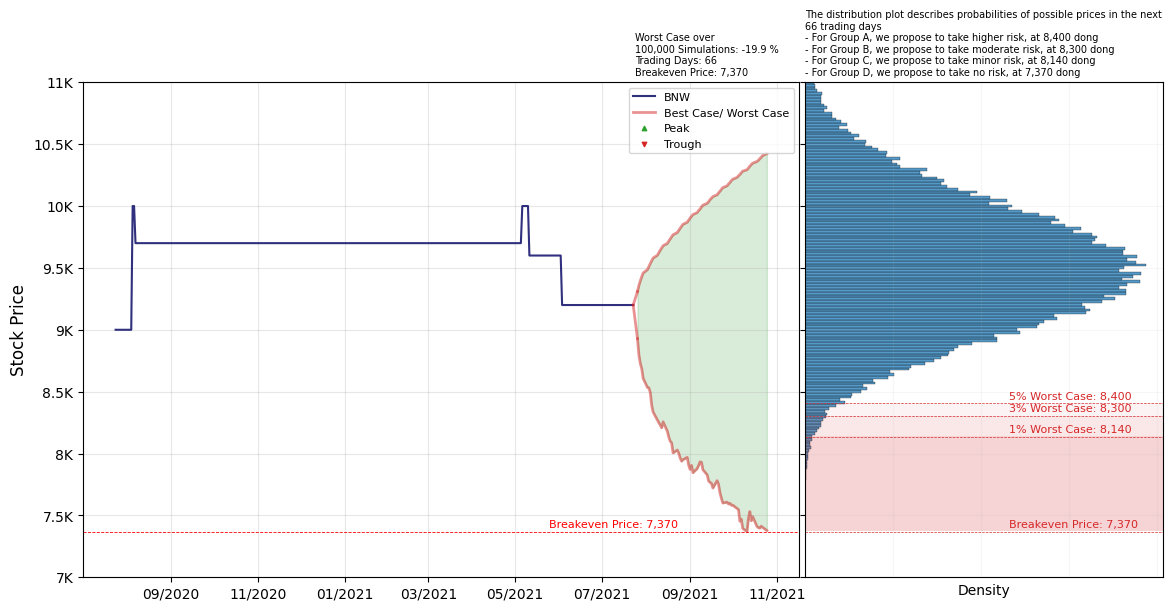 The distribution plot describes probabilities of possible prices in the next
66 trading days
- For Group A, we propose to take higher risk, at 8,400 dong
- For Group B, we propose to take moderate risk, at 8,300 dong
- For Group C, we propose to take minor risk, at 8,140 dong
- For Group D, we propose to take no risk, at 7,370 dong
Worst Case over
100,000 Simulations: -19.9 %
Trading Days: 66
Breakeven Price: 7,370
BNW
Best Case/ Worst Case
Peak
Trough
11K
10.5K
10K
9.5K
9K
8.5K
8K
7.5K
7K
Stock Price
Breakeven Price: 7,370
09/2020
11/2020
01/2021
03/2021
05/2021
07/2021
09/2021
11/2021
5% Worst Case: 8,400
3% Worst Case: 8,300
1% Worst Case: 8,140
Breakeven Price: 7,370
Density